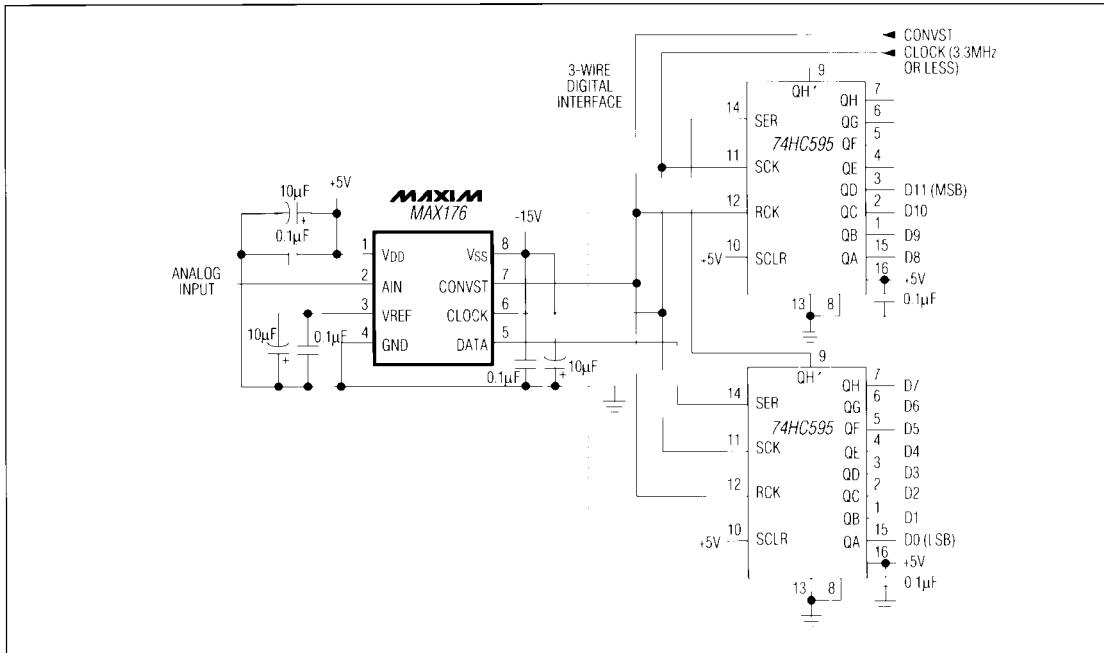 CONVST
CLOCK (3.3MHz
OR LESS)
3-WIRE
DIGITAL
INTERFACE
9
QH'
14
SER
11
SCK
12
RCK
10
+5V
SCLR
74HC595
QH
7
QG
6
QF
5
QE
4
QD
3
D11 (MSB)
QC
2
D10
QB
1
D9
QA
15
D8
16
+5V
0.1µF
13
8
10µF
+5V
+
0.1µF
MAXIM
MAX176
-15V
1
VDD
VSS
8
ANALOG
INPUT
2
AIN
CONVST
7
3
VREF
CLOCK
6
4
GND
DATA
5
10µF
+
0.1µF
0.1µF
+
10µF
9
QH'
14
SER
11
SCK
12
RCK
10
+5V
SCLR
74HC595
QH
7
D7
QG
6
D6
QF
5
D5
QE
4
D4
QD
3
D3
QC
2
D2
QB
1
D1
QA
15
D0 (LSB)
16
+5V
0.1µF
13
8